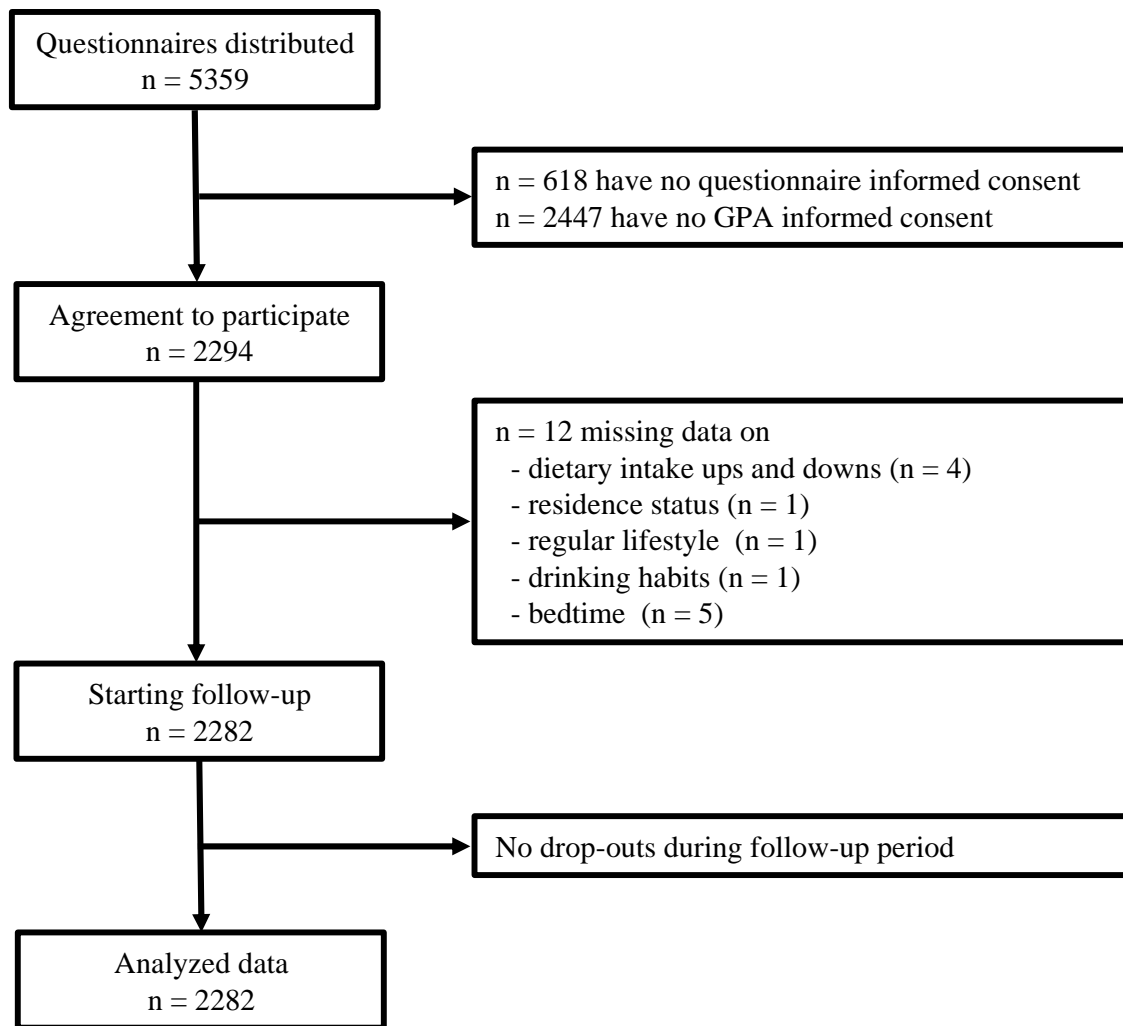 Questionnaires distributed
n = 5359
n = 618 have no questionnaire informed consent
n = 2447 have no GPA informed consent
Agreement to participate
n = 2294
n = 12 missing data on
- dietary intake ups and downs (n = 4)
- residence status (n = 1)
- regular lifestyle  (n = 1)
- drinking habits (n = 1)
- bedtime  (n = 5)
Starting follow-up
n = 2282
No drop-outs during follow-up period
Analyzed data
n = 2282